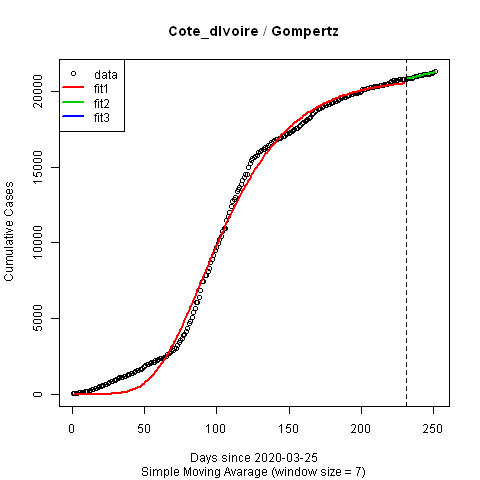 Cote_dIvoire / Gompertz
data
fit1
fit2
fit3
Cumulative Cases
0
5000
10000
15000
20000
0 50 100 150 200 250
Days since 2020-03-25
Simple Moving Avarage (window size = 7)